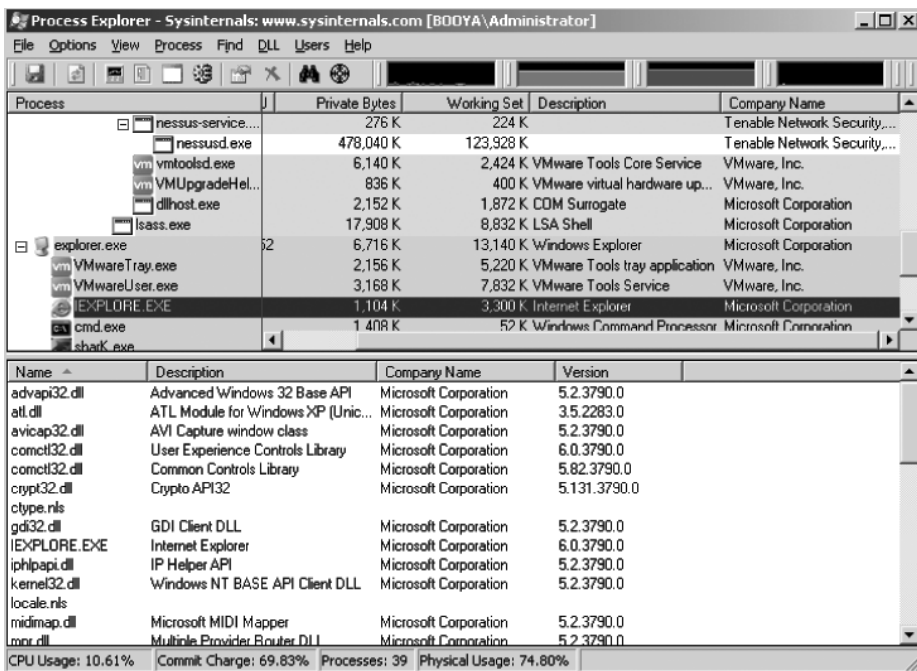 Process Explorer - Sysinternals: www.sysinternals.com [BOOYA\Administrator]
File Options View Process Find DLL Users Help
Process Private Bytes Working Set Description Company Name
nessus-service.... 276 K 224 K Tenable Network Security,...
nessusd.exe 478,040 K 123,928 K Tenable Network Security,...
vmtoolsd.exe 6,140 K 2,424 K VMware Tools Core Service VMware, Inc.
VMUpgradeHel... 836 K 400 K VMware virtual hardware up... VMware, Inc.
dllhost.exe 2,152 K 1,872 K COM Surrogate Microsoft Corporation
lsass.exe 17,908 K 8,832 K LSA Shell Microsoft Corporation
explorer.exe 52 6,716 K 13,140 K Windows Explorer Microsoft Corporation
VMwareTray.exe 2,156 K 5,220 K VMware Tools tray application VMware, Inc.
VMwareUser.exe 3,168 K 7,832 K VMware Tools Service VMware, Inc.
IEXPLORE.EXE 1,104 K 3,300 K Internet Explorer Microsoft Corporation
cmd.exe 1,408 K 52 K Windows Command Processor Microsoft Corporation
sharK.exe
Name Description Company Name Version
advapi32.dll Advanced Windows 32 Base API Microsoft Corporation 5.2.3790.0
atl.dll ATL Module for Windows XP (Unic... Microsoft Corporation 3.5.2283.0
avicap32.dll AVI Capture window class Microsoft Corporation 5.2.3790.0
comctl32.dll User Experience Controls Library Microsoft Corporation 6.0.3790.0
comctl32.dll Common Controls Library Microsoft Corporation 5.82.3790.0
crypt32.dll Crypto API32 Microsoft Corporation 5.131.3790.0
ctype.nls
gdi32.dll GDI Client DLL Microsoft Corporation 5.2.3790.0
IEXPLORE.EXE Internet Explorer Microsoft Corporation 6.0.3790.0
iphlpapi.dll IP Helper API Microsoft Corporation 5.2.3790.0
kernel32.dll Windows NT BASE API Client DLL Microsoft Corporation 5.2.3790.0
locale.nls
midimap.dll Microsoft MIDI Mapper Microsoft Corporation 5.2.3790.0
mpr.dll Multiple Provider Router DLL Microsoft Corporation 5.2.3790.0
CPU Usage: 10.61% Commit Charge: 69.83% Processes: 39 Physical Usage: 74.80%